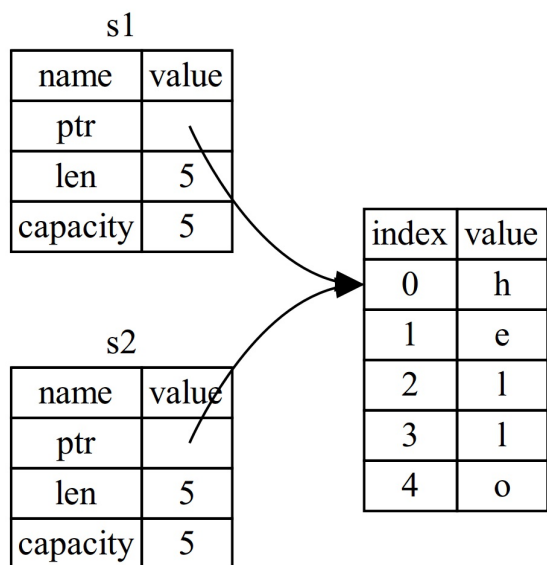 s1
name value
ptr
len 5
capacity 5
s2
name value
ptr
len 5
capacity 5
index value
0 h
1 e
2 l
3 l
4 o